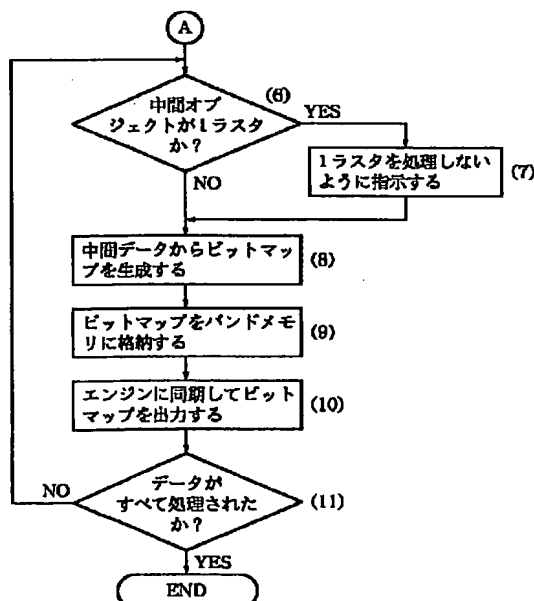 A
中間オブ
ジェクトが1ラスタ
か？
(6)
YES
1ラスタを処理しない
ように指示する
(7)
NO
中間データからビットマッ
プを生成する
(8)
ビットマップをバンドメモ
リに格納する
(9)
エンジンに同期してビット
マップを出力する
(10)
NO
データが
すべて処理された
か？
(11)
YES
END